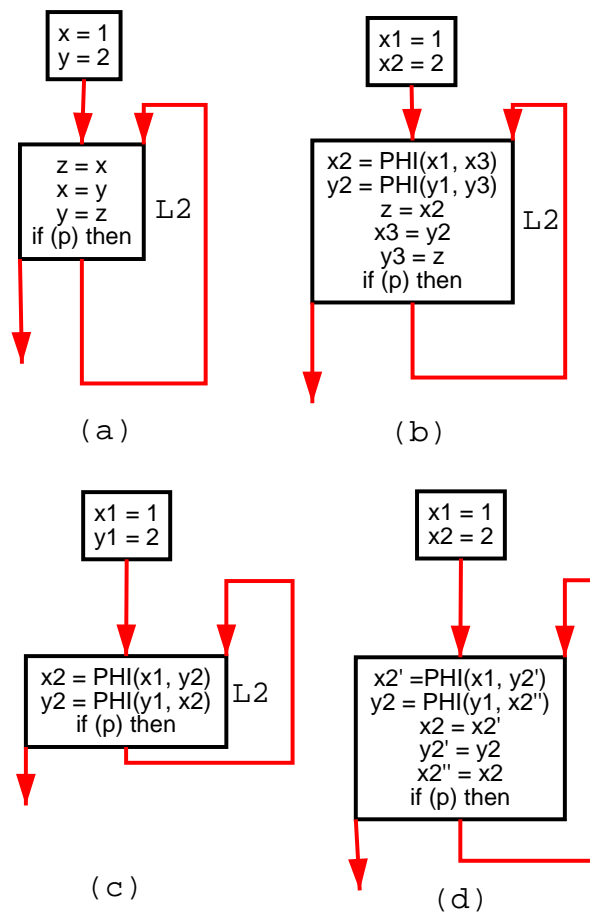 x = 1
y = 2
z = x
x = y
y = z
if (p) then
L2
(a)
x1 = 1
x2 = 2
x2 = PHI(x1, x3)
y2 = PHI(y1, y3)
z = x2
x3 = y2
y3 = z
if (p) then
L2
(b)
x1 = 1
y1 = 2
x2 = PHI(x1, y2)
y2 = PHI(y1, x2)
if (p) then
L2
(c)
x1 = 1
x2 = 2
x2' =PHI(x1, y2')
y2 = PHI(y1, x2")
x2 = x2'
y2' = y2
x2" = x2
if (p) then
(d)